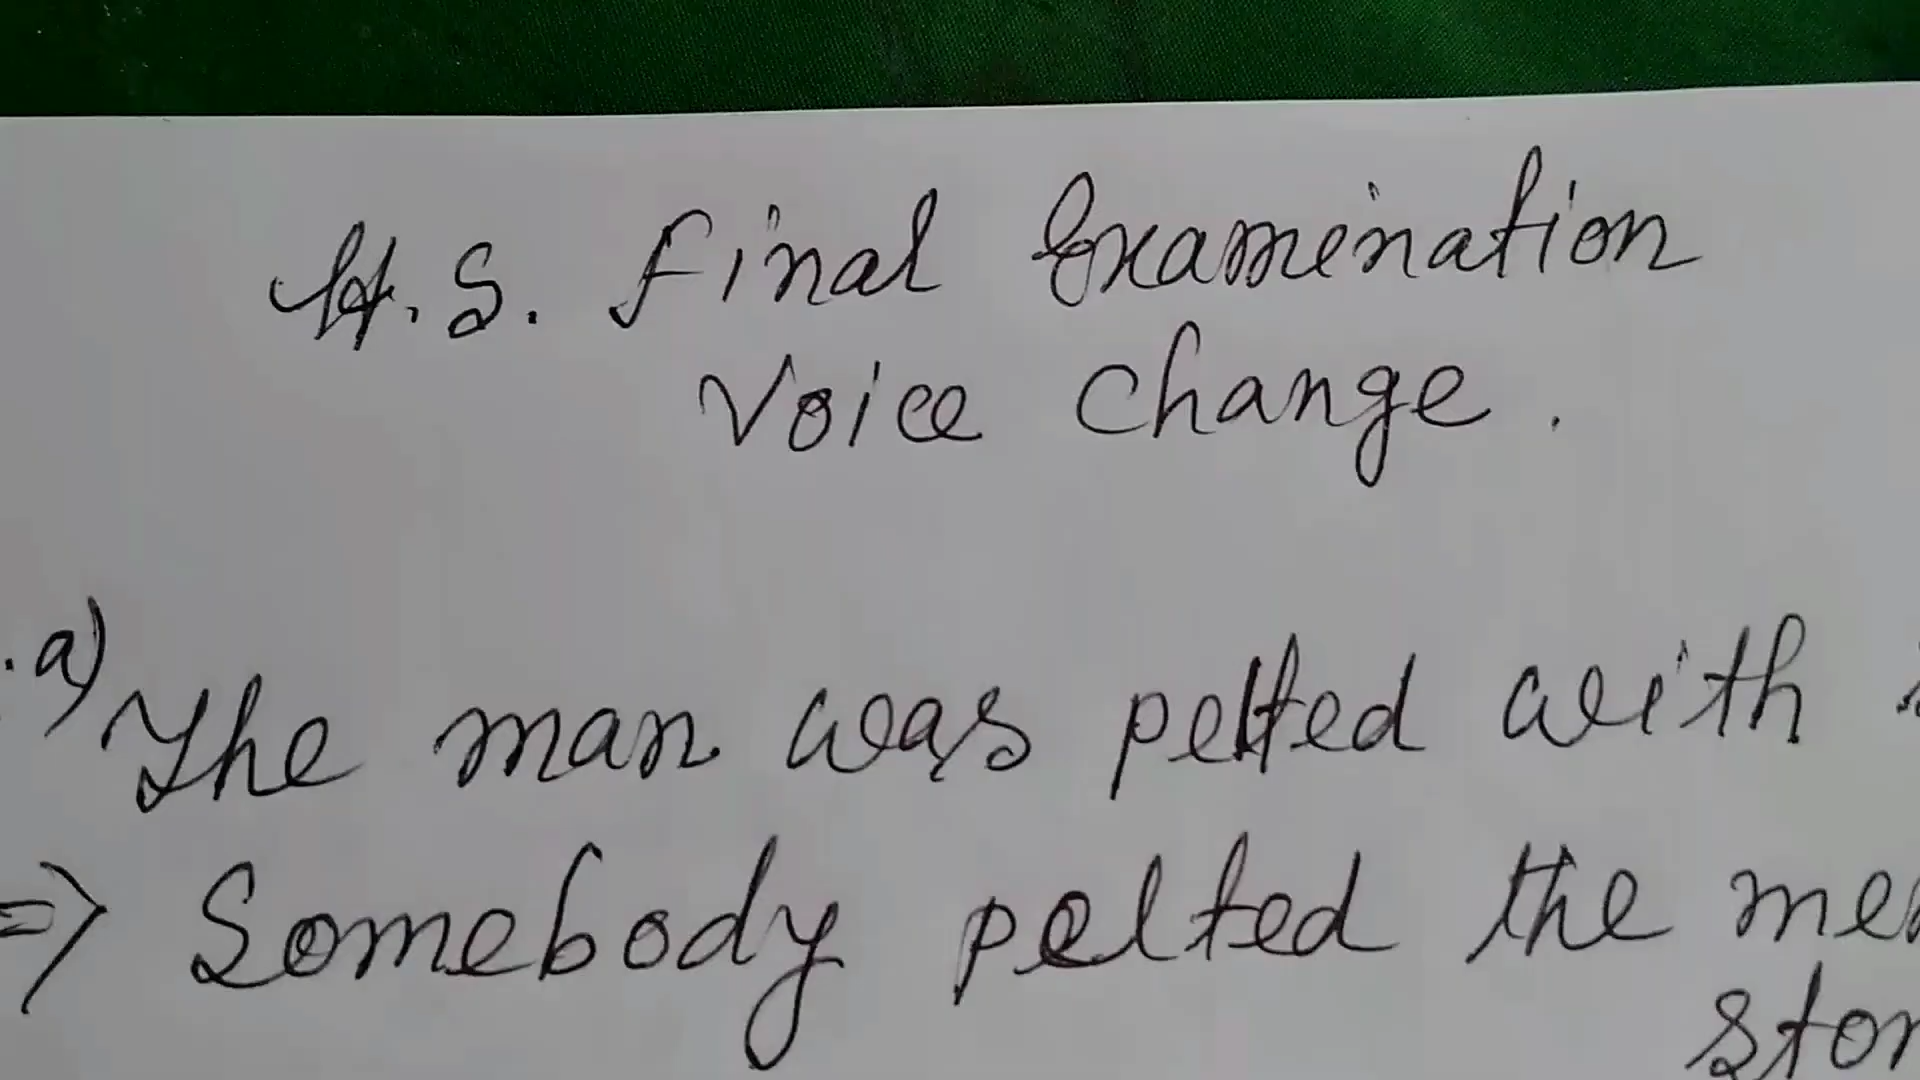 H.S. Final Examination
Voice Change.
a) The man was pelted with
=> Somebody pelted the